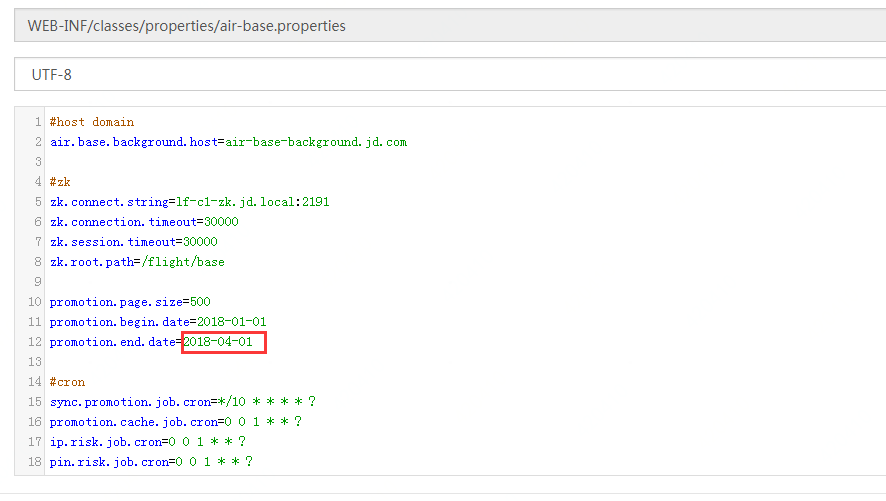 WEB-INF/classes/properties/air-base.properties
UTF-8
1 #host domain
2 air.base.background.host=air-base-background.jd.com
3
4 #zk
5 zk.connect.string=lf-c1-zk.jd.local:2191
6 zk.connection.timeout=30000
7 zk.session.timeout=30000
8 zk.root.path=/flight/base
9
10 promotion.page.size=500
11 promotion.begin.date=2018-01-01
12 promotion.end.date=2018-04-01
13
14 #cron
15 sync.promotion.job.cron=*/10 * * * * ?
16 promotion.cache.job.cron=0 0 1 * * ?
17 ip.risk.job.cron=0 0 1 * * ?
18 pin.risk.job.cron=0 0 1 * * ?